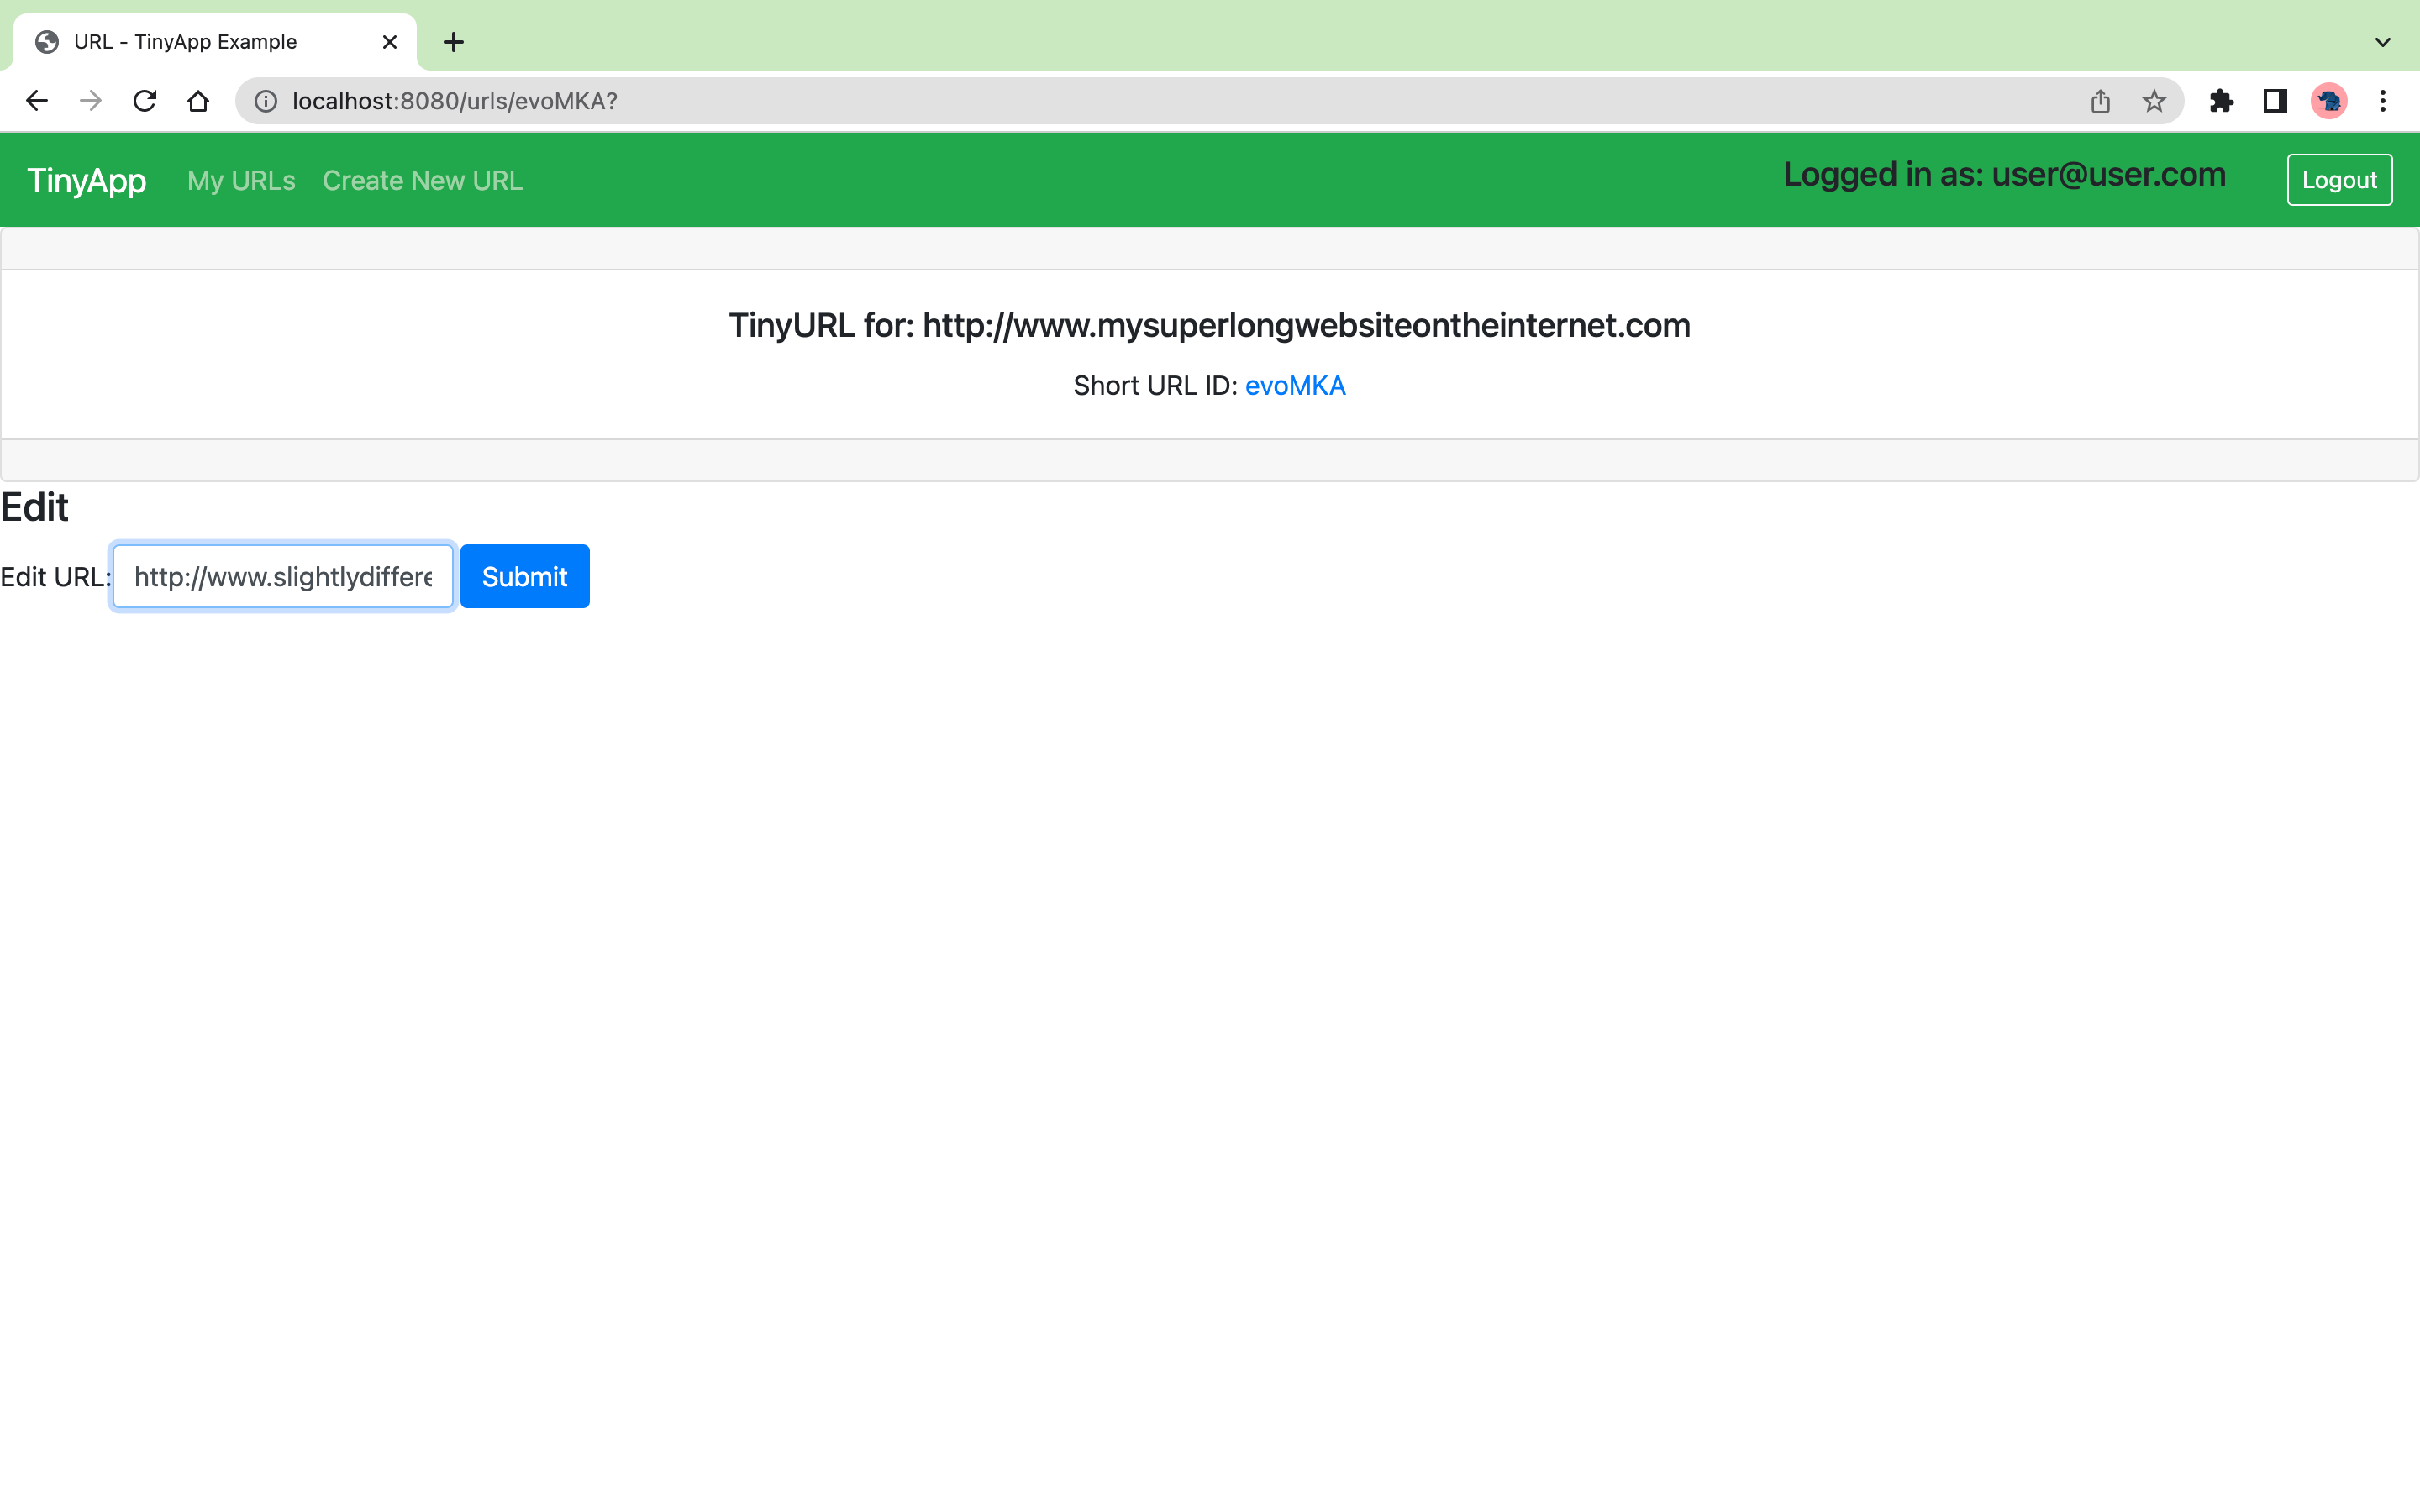 URL - TinyApp Example
localhost:8080/urls/evoMKA?
TinyApp My URLs Create New URL Logged in as: user@user.com Logout
TinyURL for: http://www.mysuperlongwebsiteontheinternet.com
Short URL ID: evoMKA
Edit
Edit URL: http://www.slightlydiffere Submit